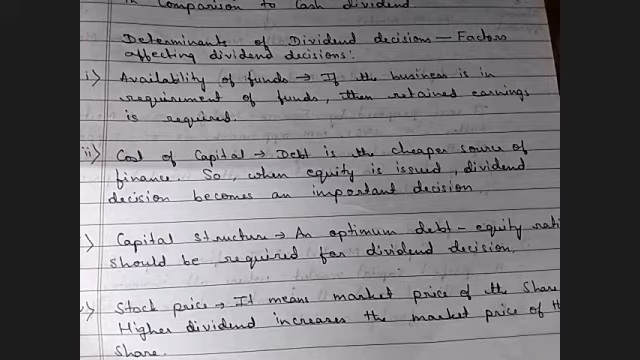 in Comparison to Cash dividend
Determinants of Dividend decisions — Factors
affecting dividend decisions:
i) Availability of funds → If the business is in
requirement of funds, then retained earnings
is required.
ii) Cost of Capital → Debt is the cheaper source of
finance. So, when equity is issued, dividend
decision becomes an important decision.
) Capital structure → An optimum debt - equity rati
should be required for dividend decision.
) Stock price → It means market price of the share.
Higher dividend increases the market price of th
share.